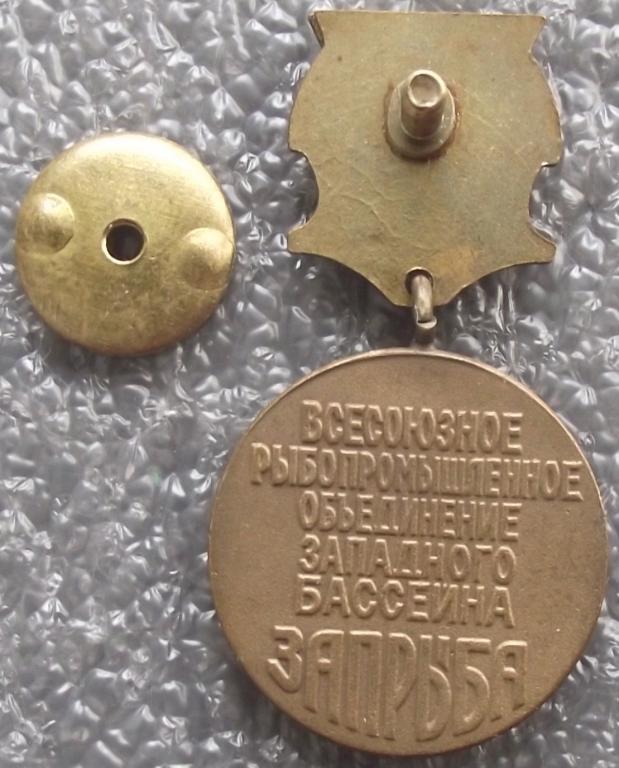 ВСЕСОЮЗНОЕ
РЫБОПРОМЫШЛЕННОЕ
ОБЪЕДИНЕНИЕ
ЗАПАДНОГО
БАССЕЙНА
ЗАПРЫБА